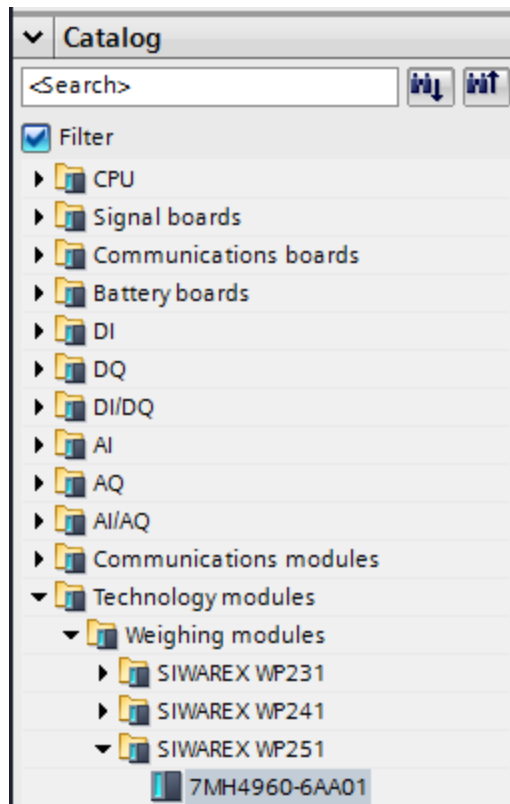 Catalog
<Search>
Filter
CPU
Signal boards
Communications boards
Battery boards
DI
DQ
DI/DQ
AI
AQ
AI/AQ
Communications modules
Technology modules
Weighing modules
SIWAREX WP231
SIWAREX WP241
SIWAREX WP251
7MH4960-6AA01